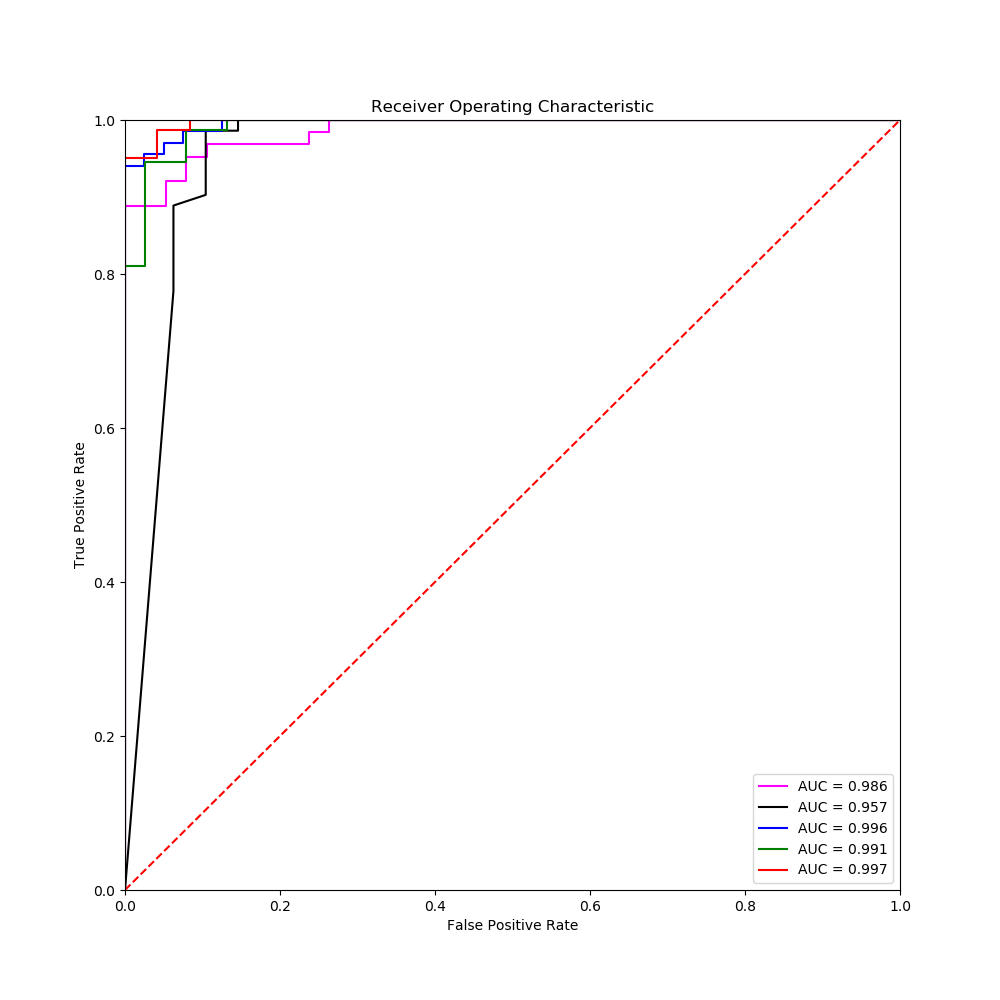 Receiver Operating Characteristic
1.0
0.8
0.6
0.4
0.2
0.0
True Positive Rate
0.0 0.2 0.4 0.6 0.8 1.0
False Positive Rate
AUC = 0.986
AUC = 0.957
AUC = 0.996
AUC = 0.991
AUC = 0.997